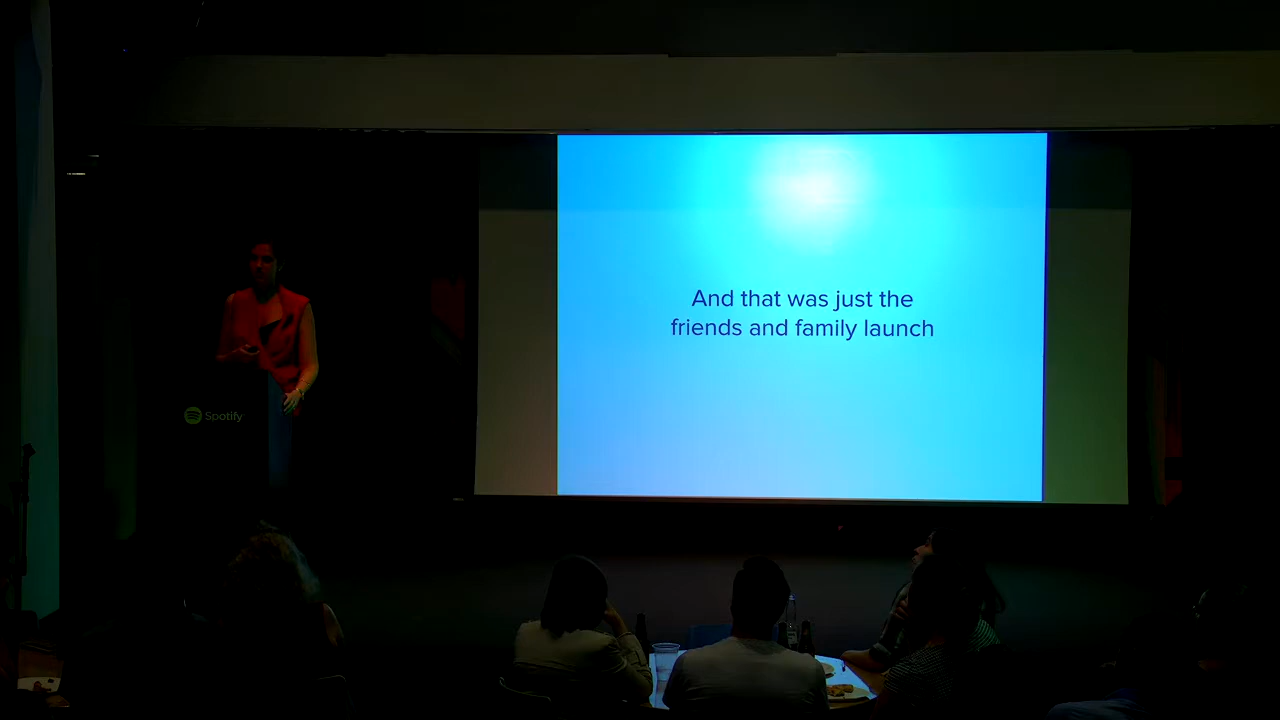 And that was just the
friends and family launch
Spotify